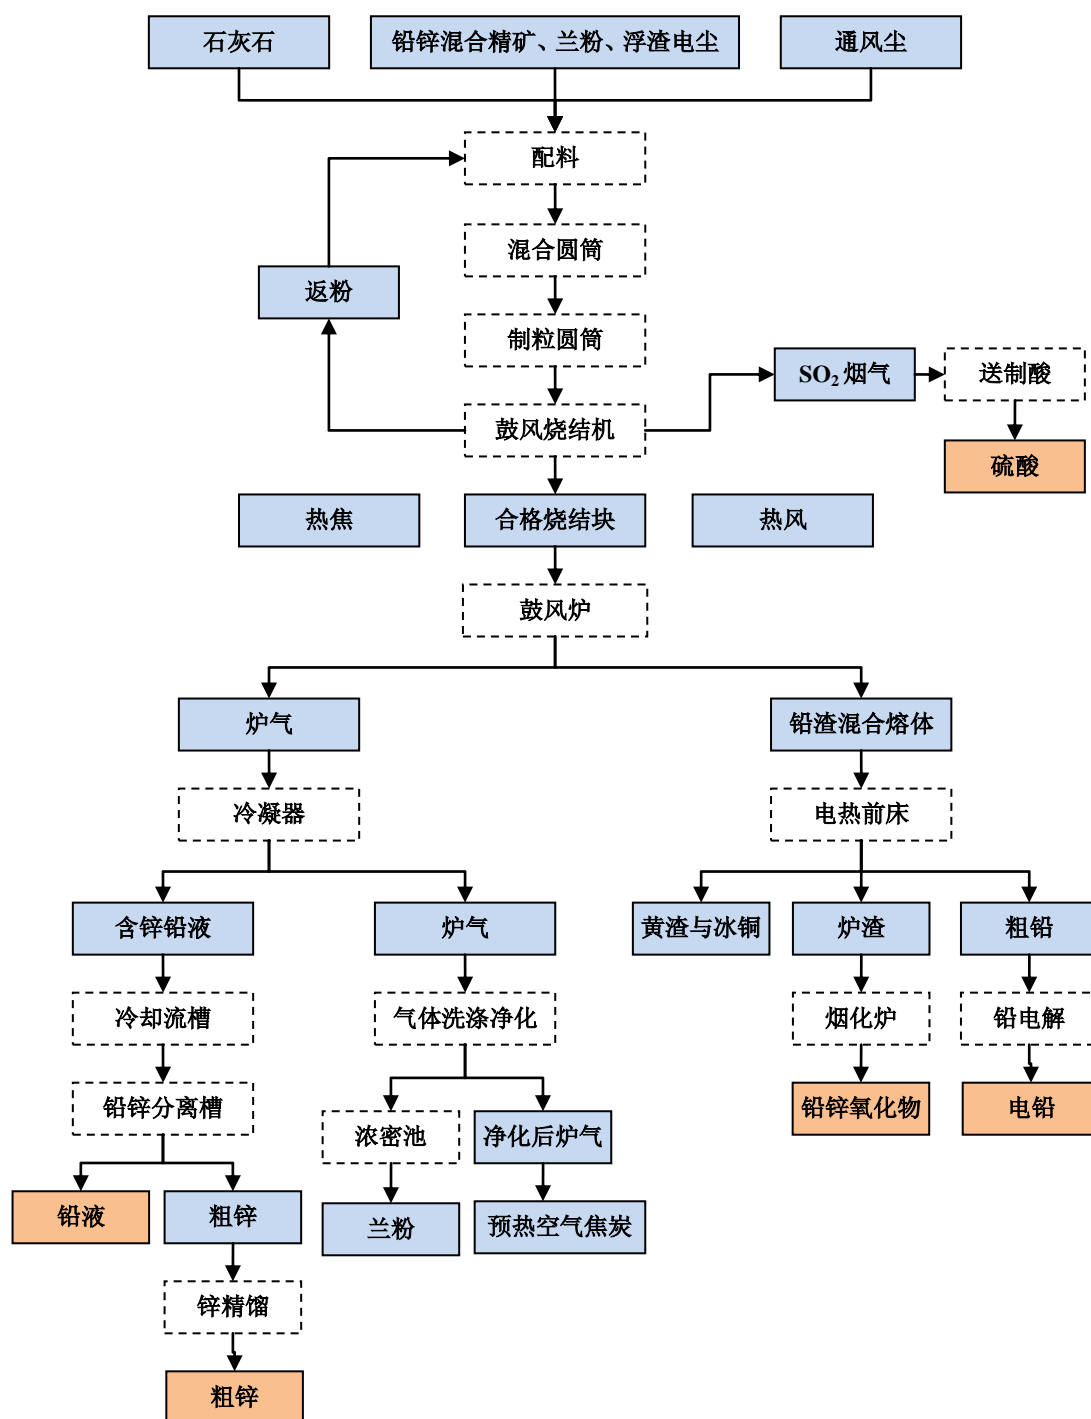 石灰石
铅锌混合精矿、兰粉、浮渣电尘
通风尘
配料
混合圆筒
返粉
制粒圆筒
SO₂ 烟气
送制酸
鼓风烧结机
硫酸
热焦
合格烧结块
热风
鼓风炉
炉气
铅渣混合熔体
冷凝器
电热前床
含锌铅液
炉气
黄渣与冰铜
炉渣
粗铅
冷却流槽
气体洗涤净化
烟化炉
铅电解
铅锌分离槽
浓密池
净化后炉气
铅锌氧化物
电铅
铅液
粗锌
兰粉
预热空气焦炭
锌精馏
粗锌